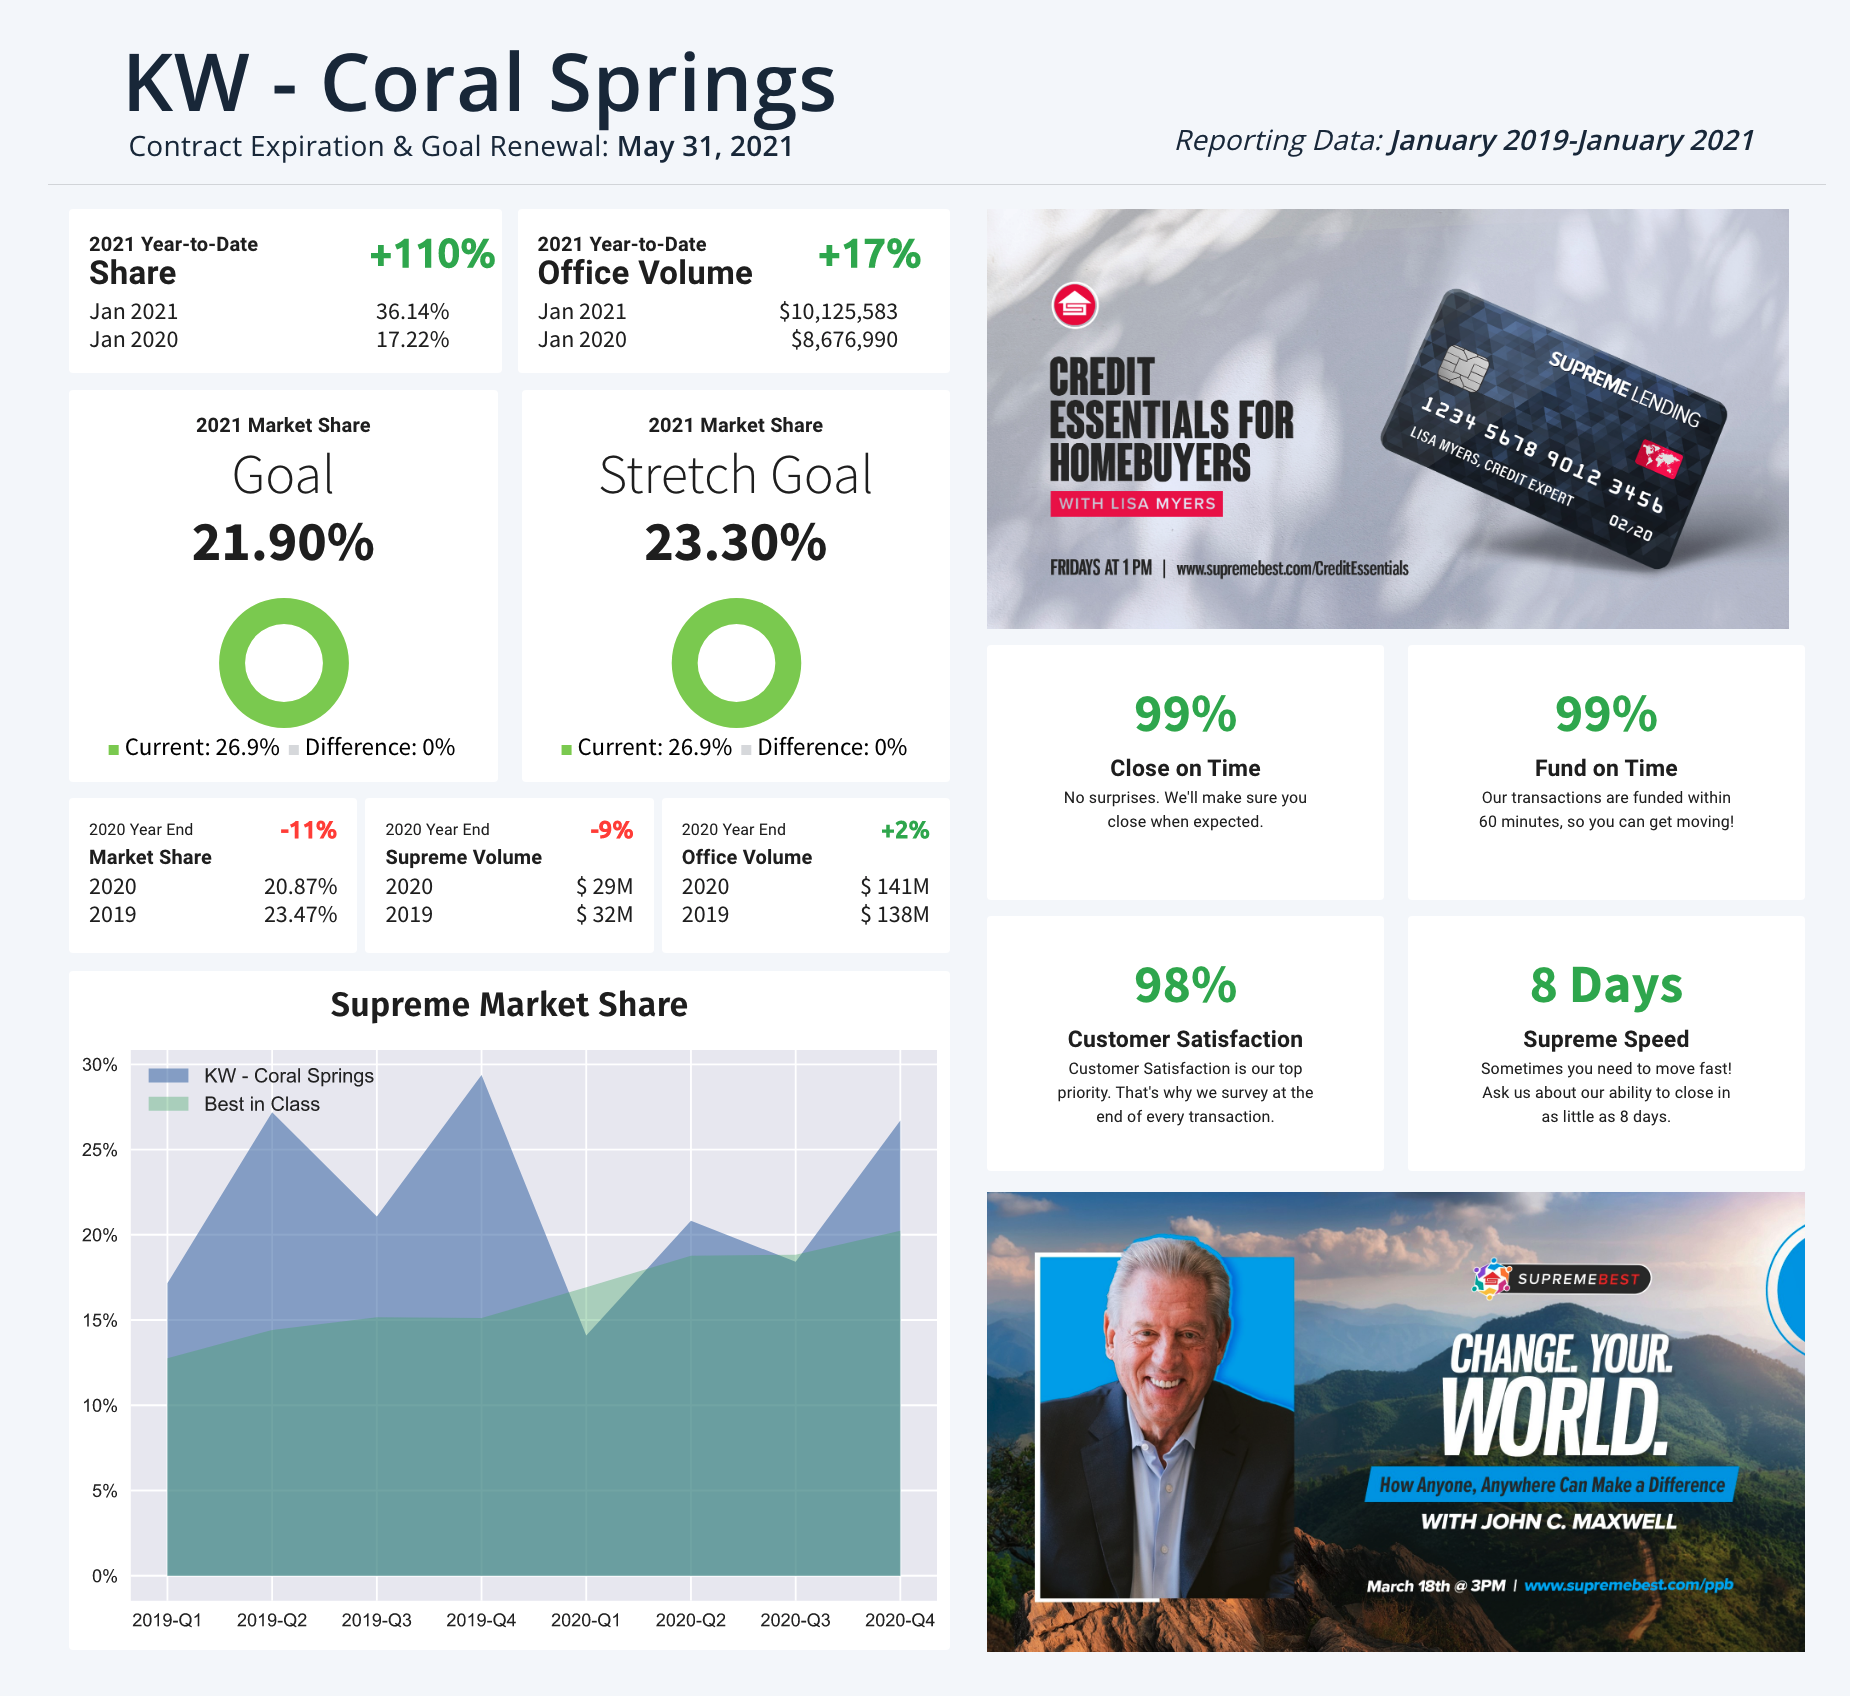 KW - Coral Springs
Contract Expiration & Goal Renewal: May 31, 2021
Reporting Data: January 2019-January 2021
2021 Year-to-Date
Share
+110%
Jan 2021 36.14%
Jan 2020 17.22%
2021 Year-to-Date
Office Volume
+17%
Jan 2021 $10,125,583
Jan 2020 $8,676,990
2021 Market Share
Goal
21.90%
Current: 26.9% Difference: 0%
2021 Market Share
Stretch Goal
23.30%
Current: 26.9% Difference: 0%
2020 Year End -11%
Market Share
2020 20.87%
2019 23.47%
2020 Year End -9%
Supreme Volume
2020 $ 29M
2019 $ 32M
2020 Year End +2%
Office Volume
2020 $ 141M
2019 $ 138M
Supreme Market Share
KW - Coral Springs
Best in Class
30%
25%
20%
15%
10%
5%
0%
2019-Q1 2019-Q2 2019-Q3 2019-Q4 2020-Q1 2020-Q2 2020-Q3 2020-Q4
CREDIT
ESSENTIALS FOR
HOMEBUYERS
WITH LISA MYERS
FRIDAYS AT 1 PM | www.supremebest.com/CreditEssentials
SUPREME LENDING
1234 5678 9012 3456
LISA MYERS, CREDIT EXPERT
02/20
99%
Close on Time
No surprises. We'll make sure you
close when expected.
99%
Fund on Time
Our transactions are funded within
60 minutes, so you can get moving!
98%
Customer Satisfaction
Customer Satisfaction is our top
priority. That's why we survey at the
end of every transaction.
8 Days
Supreme Speed
Sometimes you need to move fast!
Ask us about our ability to close in
as little as 8 days.
SUPREMEBEST
CHANGE. YOUR.
WORLD.
How Anyone, Anywhere Can Make a Difference
WITH JOHN C. MAXWELL
March 18th @ 3PM | www.supremebest.com/ppb